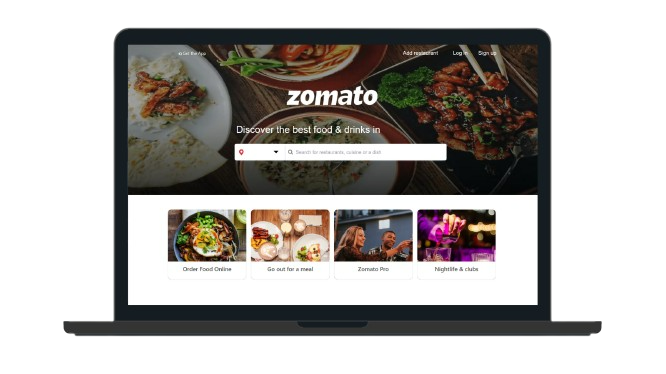 Get the App
Add restaurant Log in Sign up
zomato
Discover the best food & drinks in
Search for restaurants, cuisine or a dish
Order Food Online
Go out for a meal
Zomato Pro
Nightlife & clubs